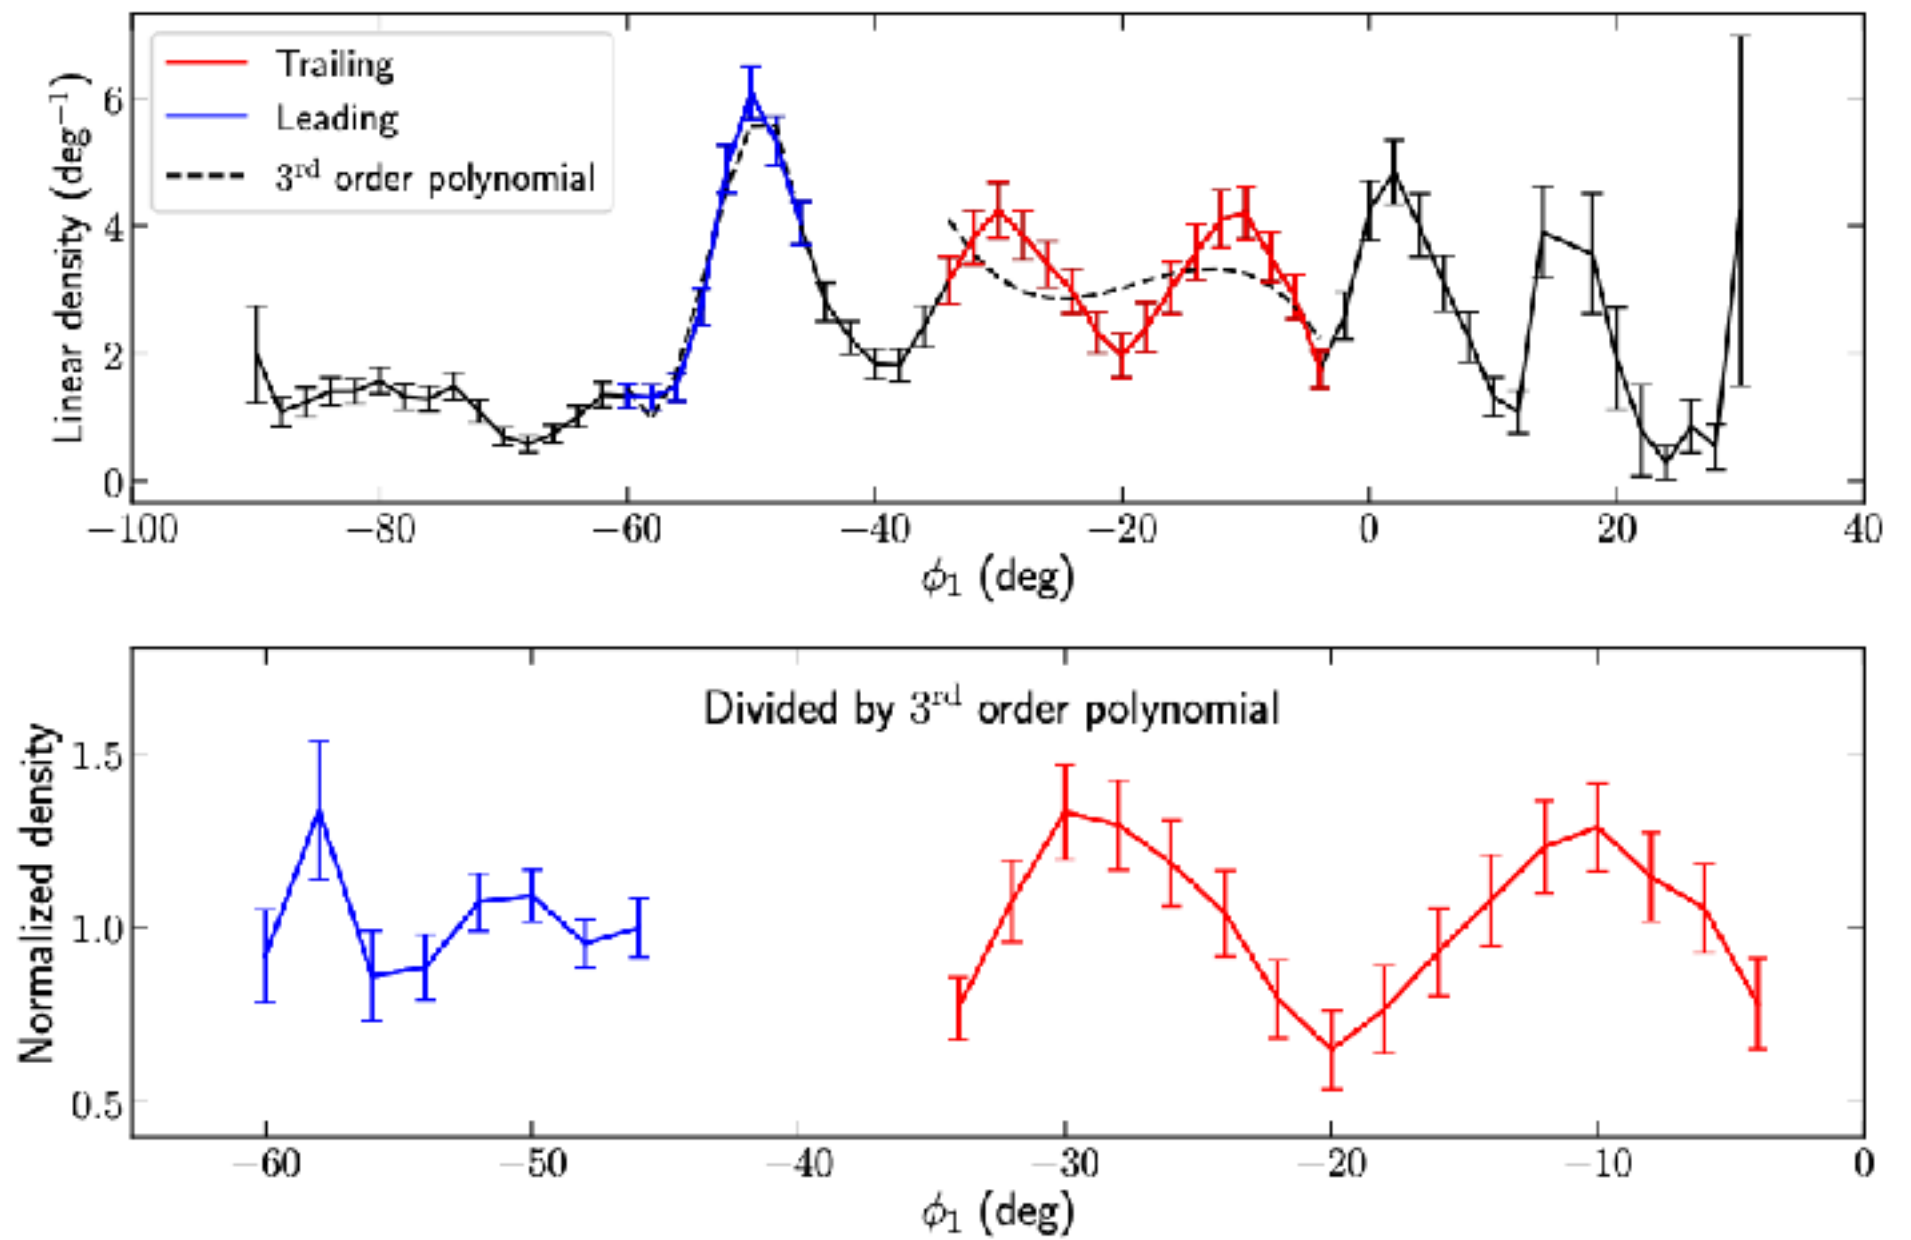 Trailing
Leading
3rd order polynomial
Linear density (deg⁻¹)
6
4
2
0
−100 −80 −60 −40 −20 0 20 40
ϕ₁ (deg)
Divided by 3rd order polynomial
Normalized density
1.5
1.0
0.5
−60 −50 −40 −30 −20 −10 0
ϕ₁ (deg)